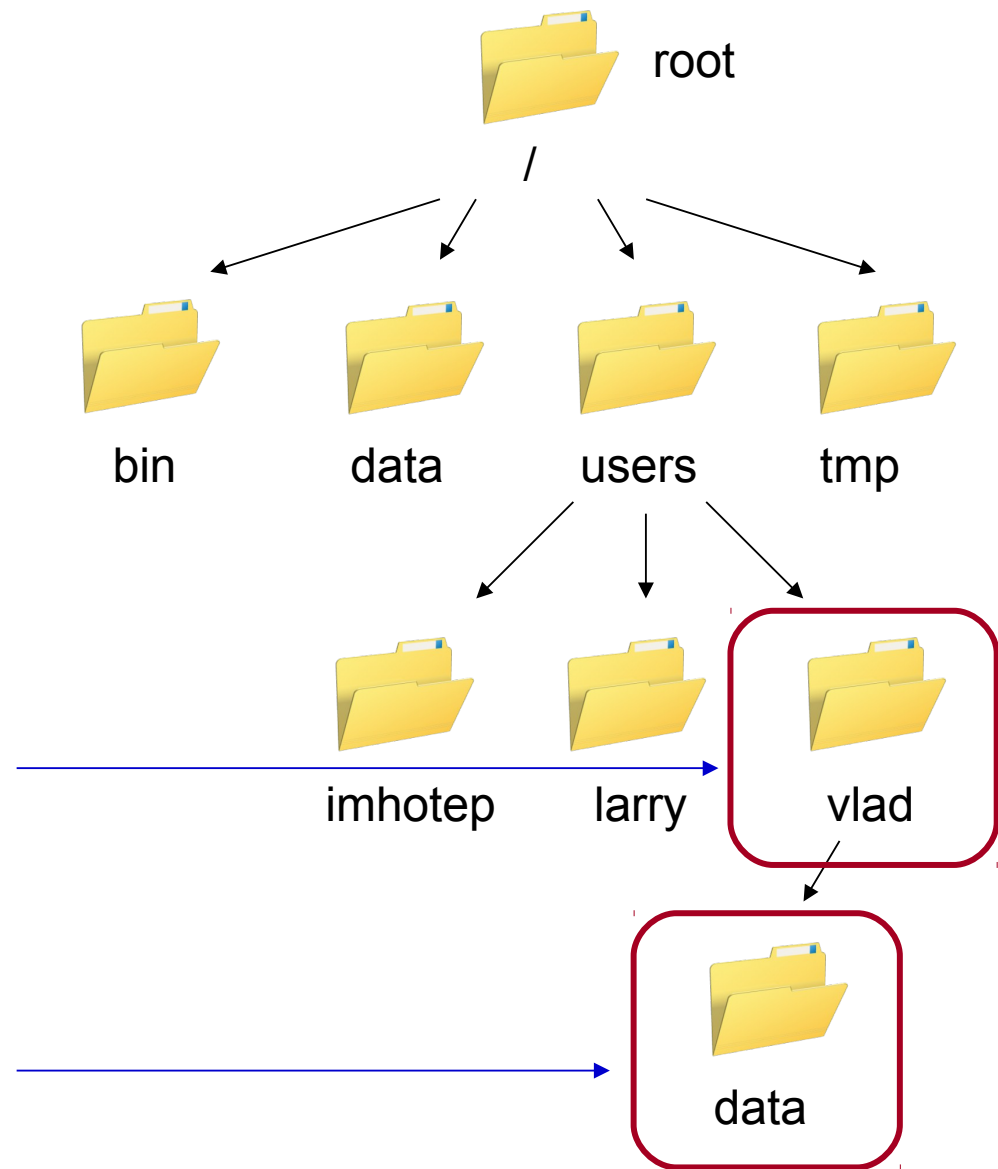 root
/
bin data users tmp
imhotep larry vlad
data